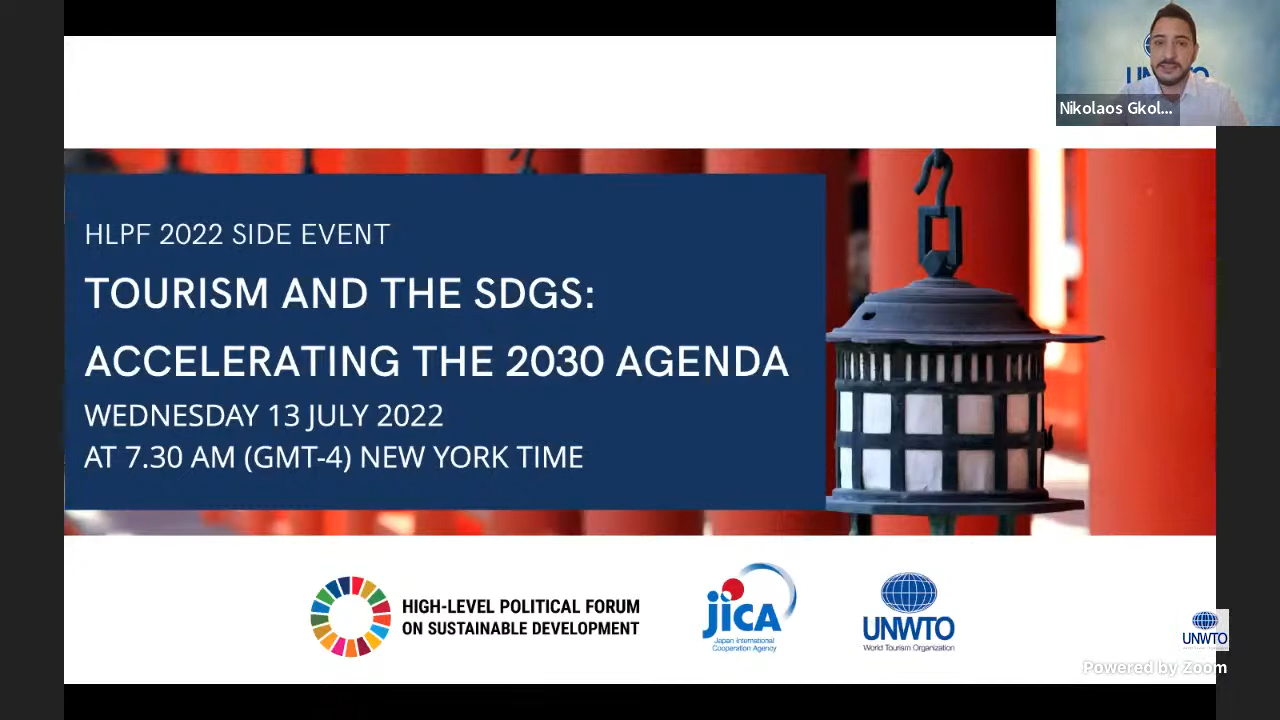 UNWTO
Nikolaos Gkol...
HLPF 2022 SIDE EVENT
TOURISM AND THE SDGS:
ACCELERATING THE 2030 AGENDA
WEDNESDAY 13 JULY 2022
AT 7.30 AM (GMT-4) NEW YORK TIME
HIGH-LEVEL POLITICAL FORUM
ON SUSTAINABLE DEVELOPMENT
jICA
Japan International
Cooperation Agency
UNWTO
World Tourism Organization
UNWTO
Powered by Zoom